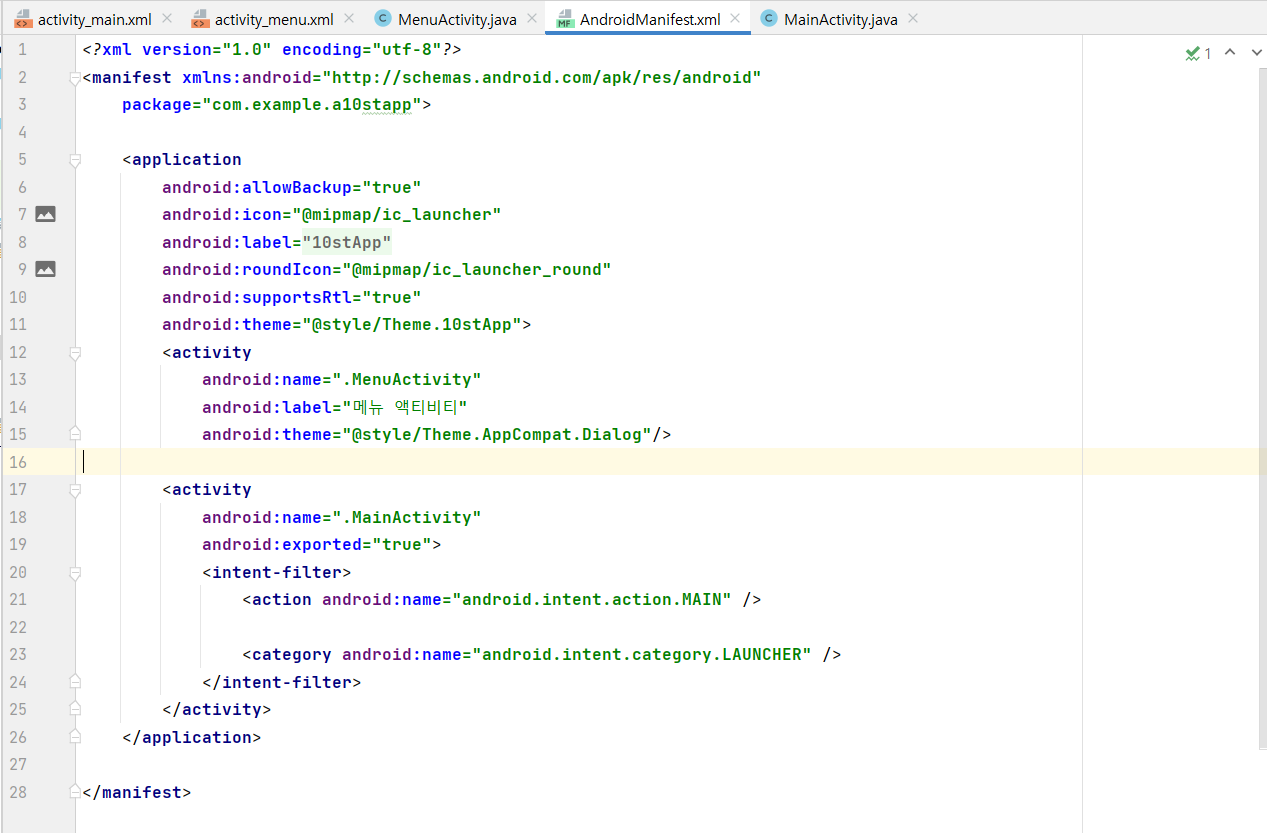 activity_main.xml activity_menu.xml MenuActivity.java AndroidManifest.xml MainActivity.java
1 <?xml version="1.0" encoding="utf-8"?>
2 <manifest xmlns:android="http://schemas.android.com/apk/res/android"
3 package="com.example.a10stapp">
4
5 <application
6 android:allowBackup="true"
7 android:icon="@mipmap/ic_launcher"
8 android:label="10stApp"
9 android:roundIcon="@mipmap/ic_launcher_round"
10 android:supportsRtl="true"
11 android:theme="@style/Theme.10stApp">
12 <activity
13 android:name=".MenuActivity"
14 android:label="메뉴 액티비티"
15 android:theme="@style/Theme.AppCompat.Dialog"/>
16
17 <activity
18 android:name=".MainActivity"
19 android:exported="true">
20 <intent-filter>
21 <action android:name="android.intent.action.MAIN" />
22
23 <category android:name="android.intent.category.LAUNCHER" />
24 </intent-filter>
25 </activity>
26 </application>
27
28 </manifest>
1